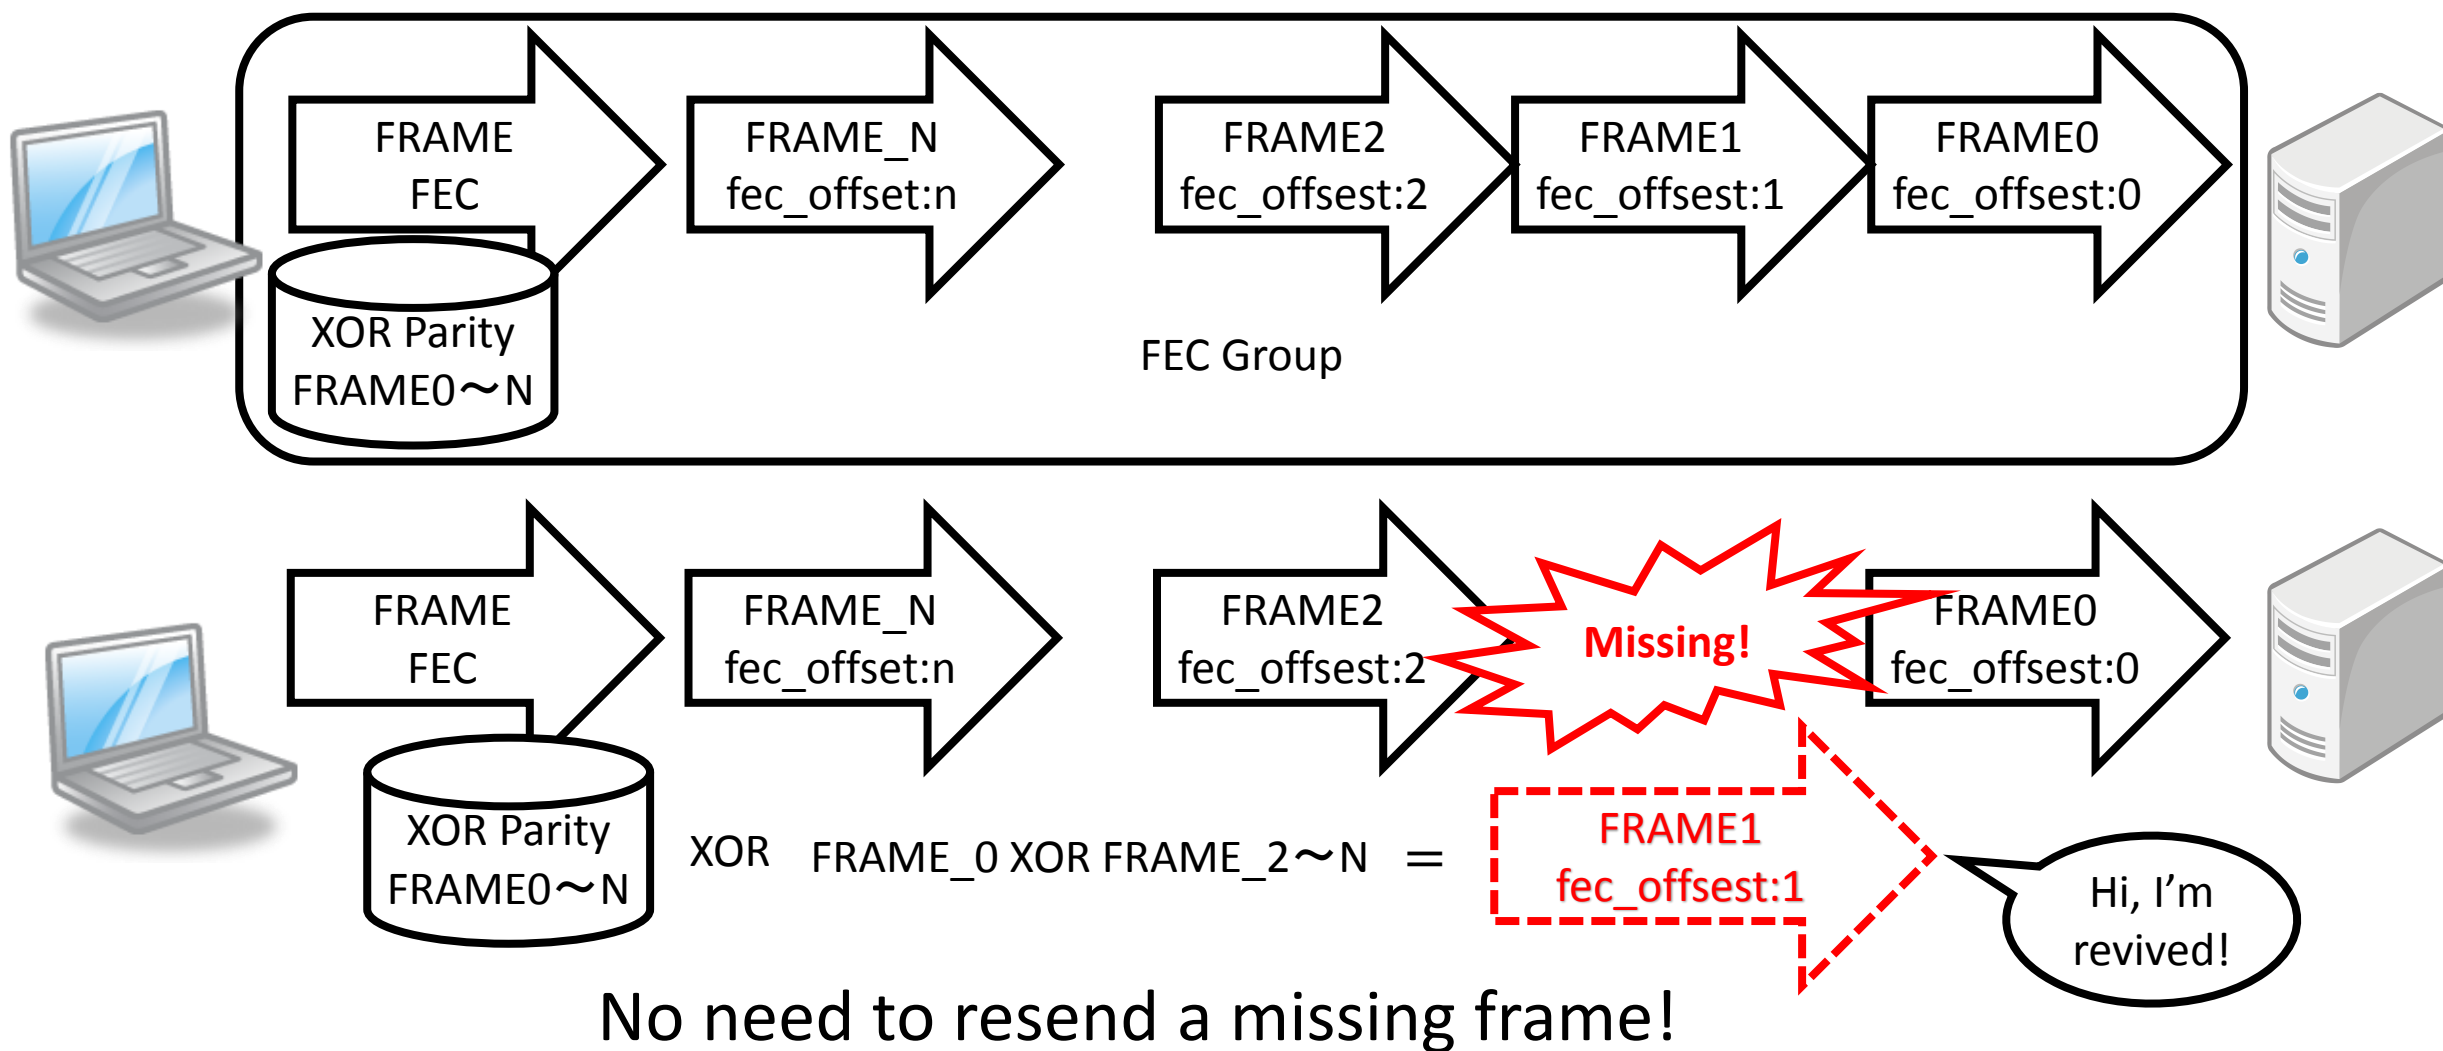 FRAME
FEC
FRAME_N
fec_offset:n
FRAME2
fec_offsest:2
FRAME1
fec_offsest:1
FRAME0
fec_offsest:0
XOR Parity
FRAME0～N
FEC Group
FRAME
FEC
FRAME_N
fec_offset:n
FRAME2
fec_offsest:2
Missing!
FRAME0
fec_offsest:0
XOR Parity
FRAME0～N
XOR FRAME_0 XOR FRAME_2～N =
FRAME1
fec_offsest:1
Hi, I’m
revived!
No need to resend a missing frame!